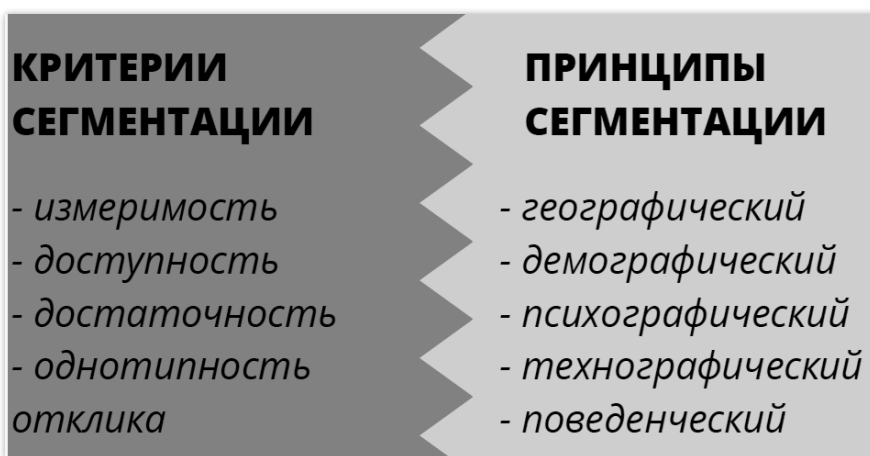 КРИТЕРИИ
СЕГМЕНТАЦИИ
- измеримость
- доступность
- достаточность
- однотипность
отклика
ПРИНЦИПЫ
СЕГМЕНТАЦИИ
- географический
- демографический
- психографический
- технографический
- поведенческий